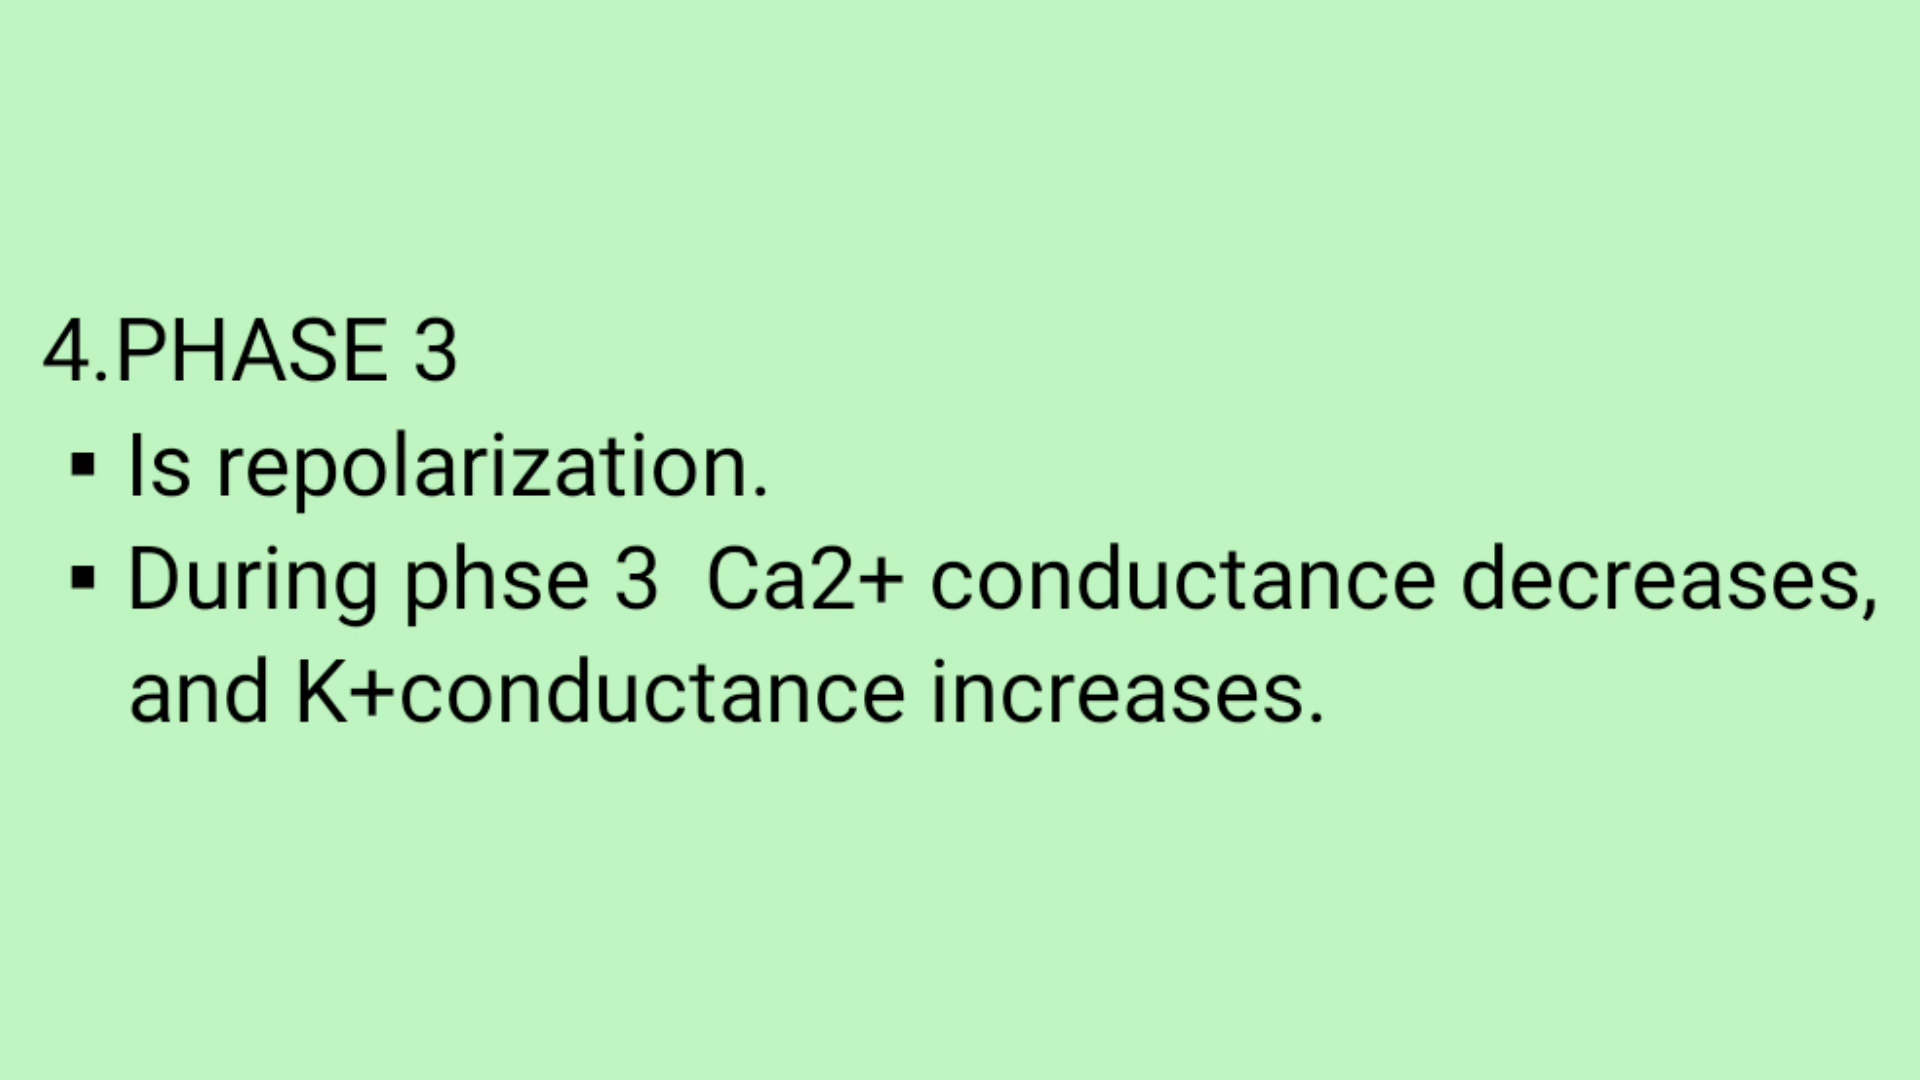 4.PHASE 3
▪ Is repolarization.
▪ During phse 3  Ca2+ conductance decreases,
and K+conductance increases.